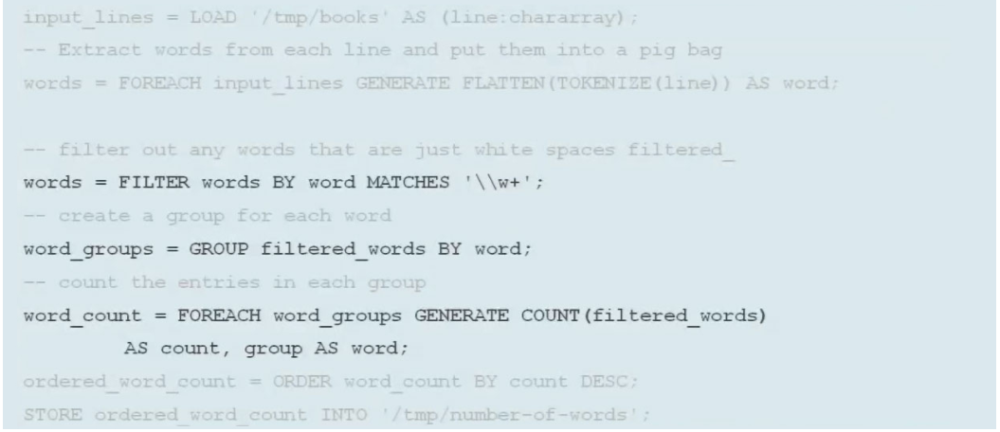 input_lines = LOAD '/tmp/books' AS (line:chararray);
-- Extract words from each line and put them into a pig bag
words = FOREACH input_lines GENERATE FLATTEN(TOKENIZE(line)) AS word;
-- filter out any words that are just white spaces filtered_
words = FILTER words BY word MATCHES '\\w+';
-- create a group for each word
word_groups = GROUP filtered_words BY word;
-- count the entries in each group
word_count = FOREACH word_groups GENERATE COUNT(filtered_words)
AS count, group AS word;
ordered_word_count = ORDER word_count BY count DESC;
STORE ordered_word_count INTO '/tmp/number-of-words';